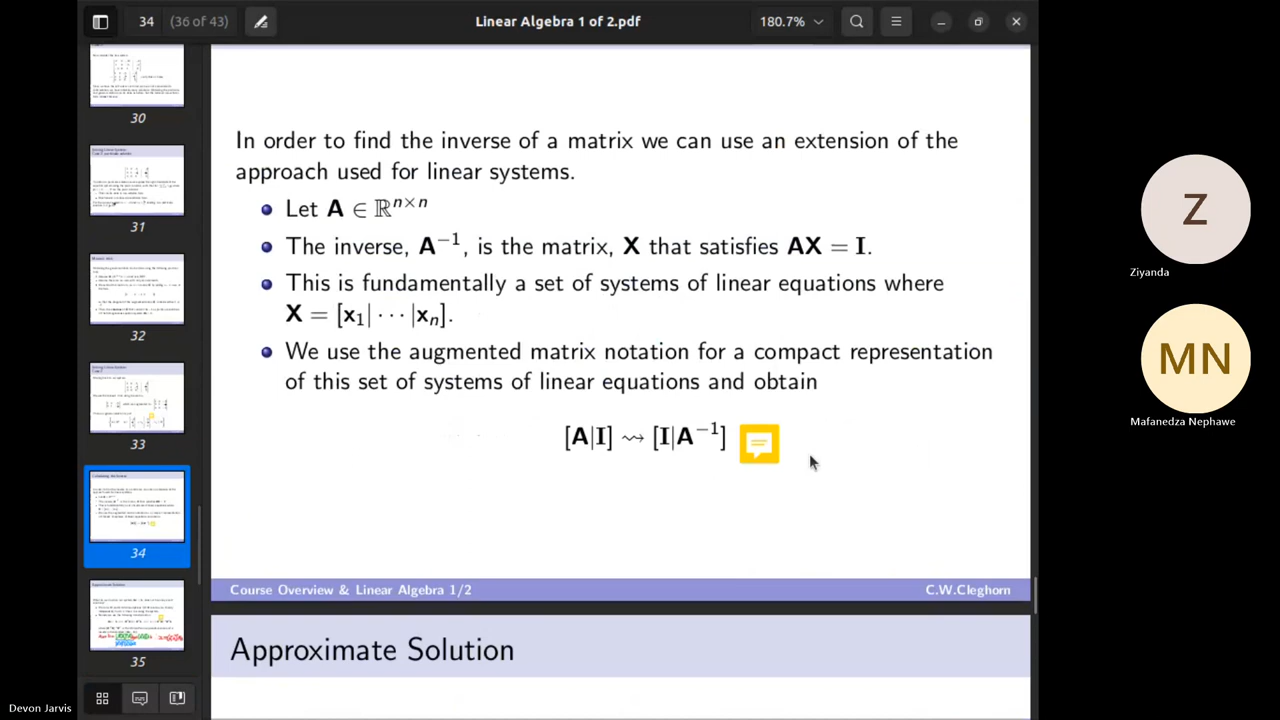 34 (36 of 43)
Linear Algebra 1 of 2.pdf
180.7%
30
31
32
33
34
35
In order to find the inverse of a matrix we can use an extension of the
approach used for linear systems.
Let A ∈ ℝⁿˣⁿ
The inverse, A⁻¹, is the matrix, X that satisfies AX = I.
This is fundamentally a set of systems of linear equations where
X = [x₁| · · · |xₙ].
We use the augmented matrix notation for a compact representation
of this set of systems of linear equations and obtain
[A|I] ⇝ [I|A⁻¹]
Course Overview & Linear Algebra 1/2 C.W.Cleghorn
Approximate Solution
Z
Ziyanda
MN
Mafanedza Nephawe
Devon Jarvis